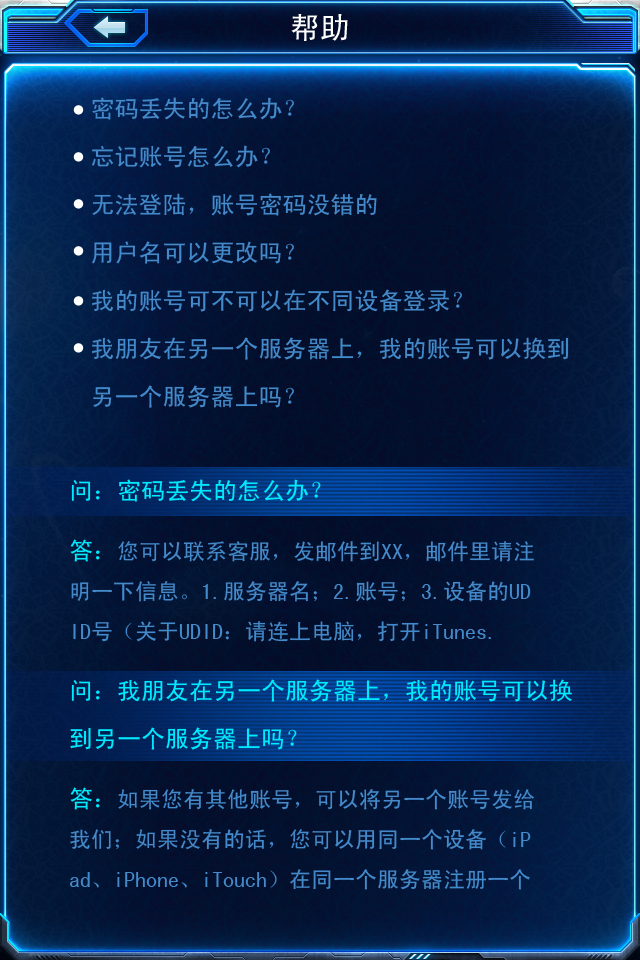 帮助
密码丢失的怎么办?
忘记账号怎么办?
无法登陆，账号密码没错的
用户名可以更改吗?
我的账号可不可以在不同设备登录?
我朋友在另一个服务器上，我的账号可以换到
另一个服务器上吗?
问：密码丢失的怎么办?
答：您可以联系客服，发邮件到XX，邮件里请注
明一下信息。1.服务器名；2.账号；3.设备的UD
ID号（关于UDID：请连上电脑，打开iTunes.
问：我朋友在另一个服务器上，我的账号可以换
到另一个服务器上吗?
答：如果您有其他账号，可以将另一个账号发给
我们；如果没有的话，您可以用同一个设备（iP
ad、iPhone、iTouch）在同一个服务器注册一个